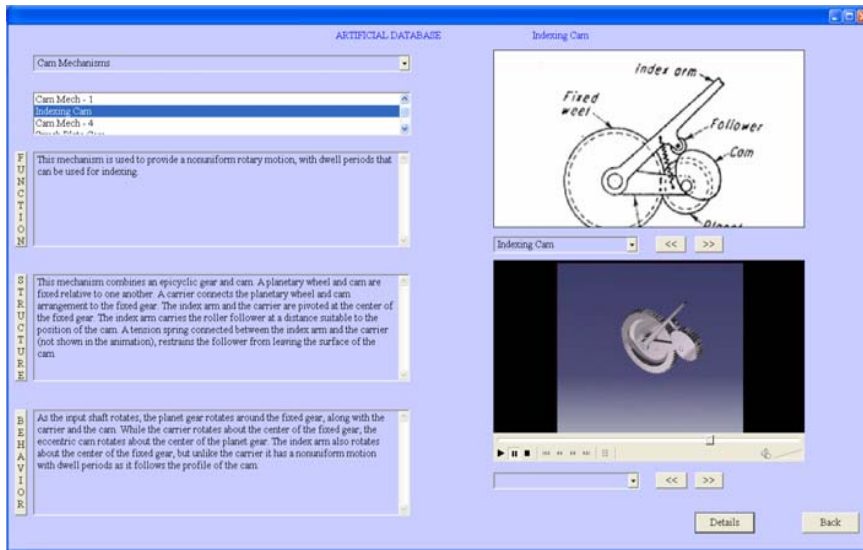 ARTIFICIAL DATABASE
Indexing Cam
Cam Mechanisms
Cam Mech - 1
Indexing Cam
Cam Mech - 4
FUNCTION
This mechanism is used to provide a nonuniform rotary motion, with dwell periods that
can be used for indexing.
STRUCTURE
This mechanism combines an epicyclic gear and cam. A planetary wheel and cam are
fixed relative to one another. A carrier connects the planetary wheel and cam
arrangement to the fixed gear. The index arm and the carrier are pivoted at the center of
the fixed gear. The index arm carries the roller follower at a distance suitable to the
position of the cam. A tension spring connected between the index arm and the carrier
(not shown in the animation), restrains the follower from leaving the surface of the
cam.
BEHAVIOR
As the input shaft rotates, the planet gear rotates around the fixed gear, along with the
carrier and the cam. While the carrier rotates about the center of the fixed gear, the
eccentric cam rotates about the center of the planet gear. The index arm also rotates
about the center of the fixed gear, but unlike the carrier it has a nonuniform motion
with dwell periods as it follows the profile of the cam.
Index arm
Fixed
weel
Follower
Cam
Planet
Indexing Cam
<< >>
<< >>
Details
Back